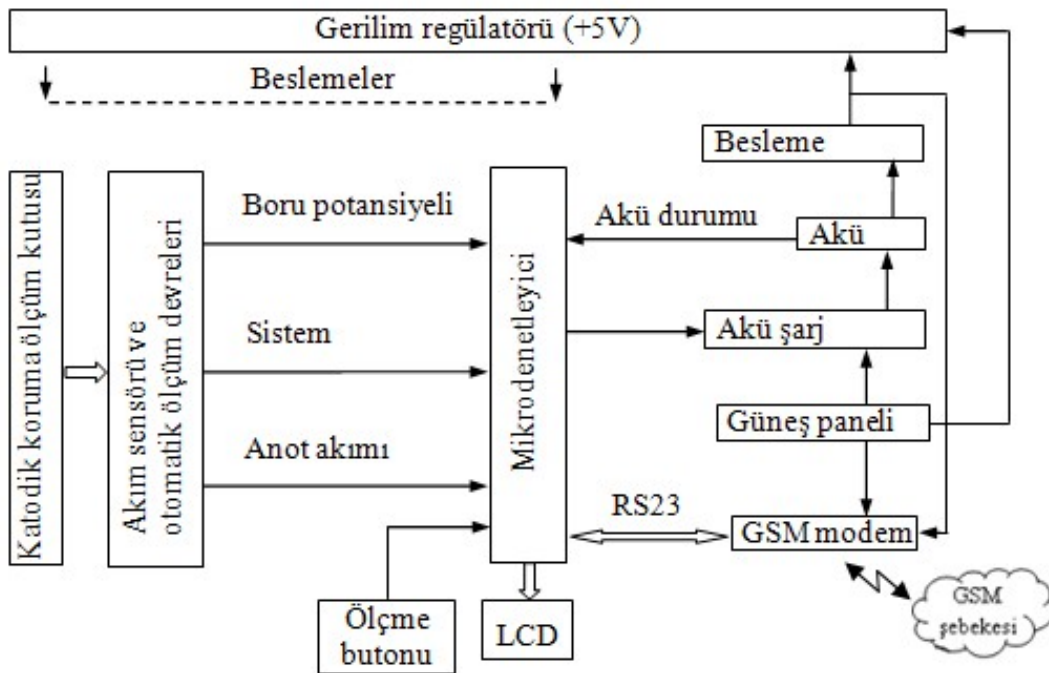 Gerilim regülatörü (+5V)
Beslemeler
Besleme
Katodik koruma ölçüm kutusu
Akım sensörü ve
otomatik ölçüm devreleri
Boru potansiyeli
Sistem
Anot akımı
Mikrodenetleyici
Akü durumu
Akü
Akü şarj
Güneş paneli
RS23
GSM modem
GSM
şebekesi
Ölçme
butonu
LCD